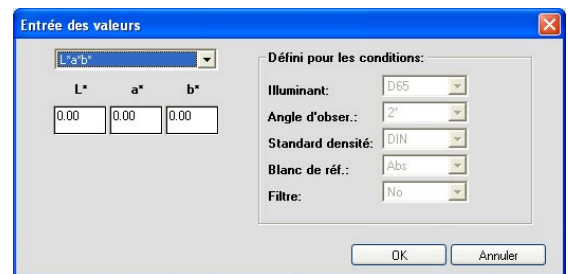 Entrée des valeurs
L*a*b*
L* a* b*
0.00 0.00 0.00
Défini pour les conditions:
Illuminant: D65
Angle d'obser.: 2°
Standard densité: DIN
Blanc de réf.: Abs
Filtre: No
OK Annuler